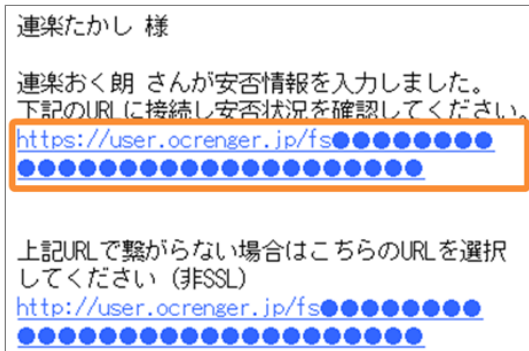 連楽たかし 様
連楽おく朗 さんが安否情報を入力しました。
下記のURLに接続し安否状況を確認してください。
https://user.ocrenger.jp/fs●●●●●●●●
●●●●●●●●●●●●●●●●●●●●
上記URLで繋がらない場合はこちらのURLを選択
してください（非SSL）
http://user.ocrenger.jp/fs●●●●●●●●
●●●●●●●●●●●●●●●●●●●●